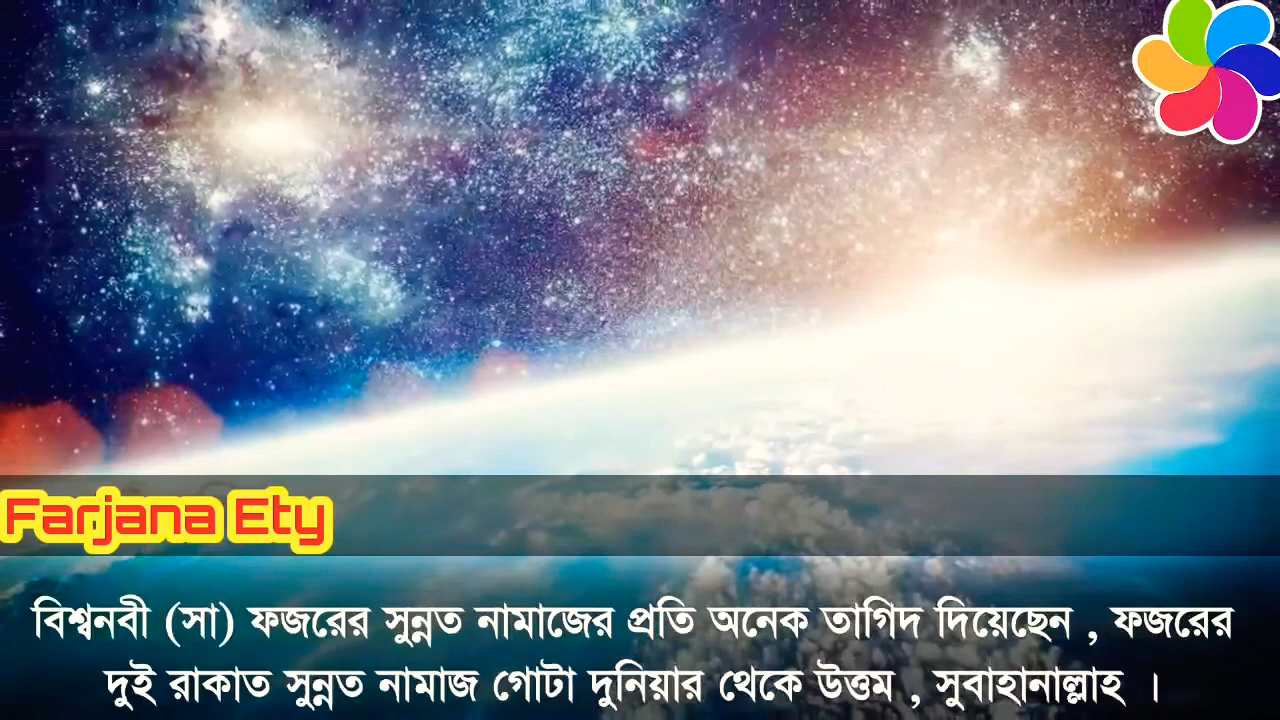 Farjana Ety
বিশ্বনবী (সা) ফজরের সুন্নত নামাজের প্রতি অনেক তাগিদ দিয়েছেন , ফজরের
দুই রাকাত সুন্নত নামাজ গোটা দুনিয়ার থেকে উত্তম , সুবাহানাল্লাহ ।